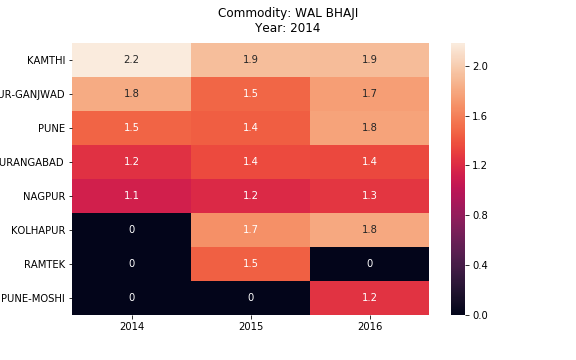 Commodity: WAL BHAJI
Year: 2014
KAMTHI 2.2 1.9 1.9
UR-GANJWAD 1.8 1.5 1.7
PUNE 1.5 1.4 1.8
URANGABAD 1.2 1.4 1.4
NAGPUR 1.1 1.2 1.3
KOLHAPUR 0 1.7 1.8
RAMTEK 0 1.5 0
PUNE-MOSHI 0 0 1.2
2014 2015 2016
2.0
1.6
1.2
0.8
0.4
0.0